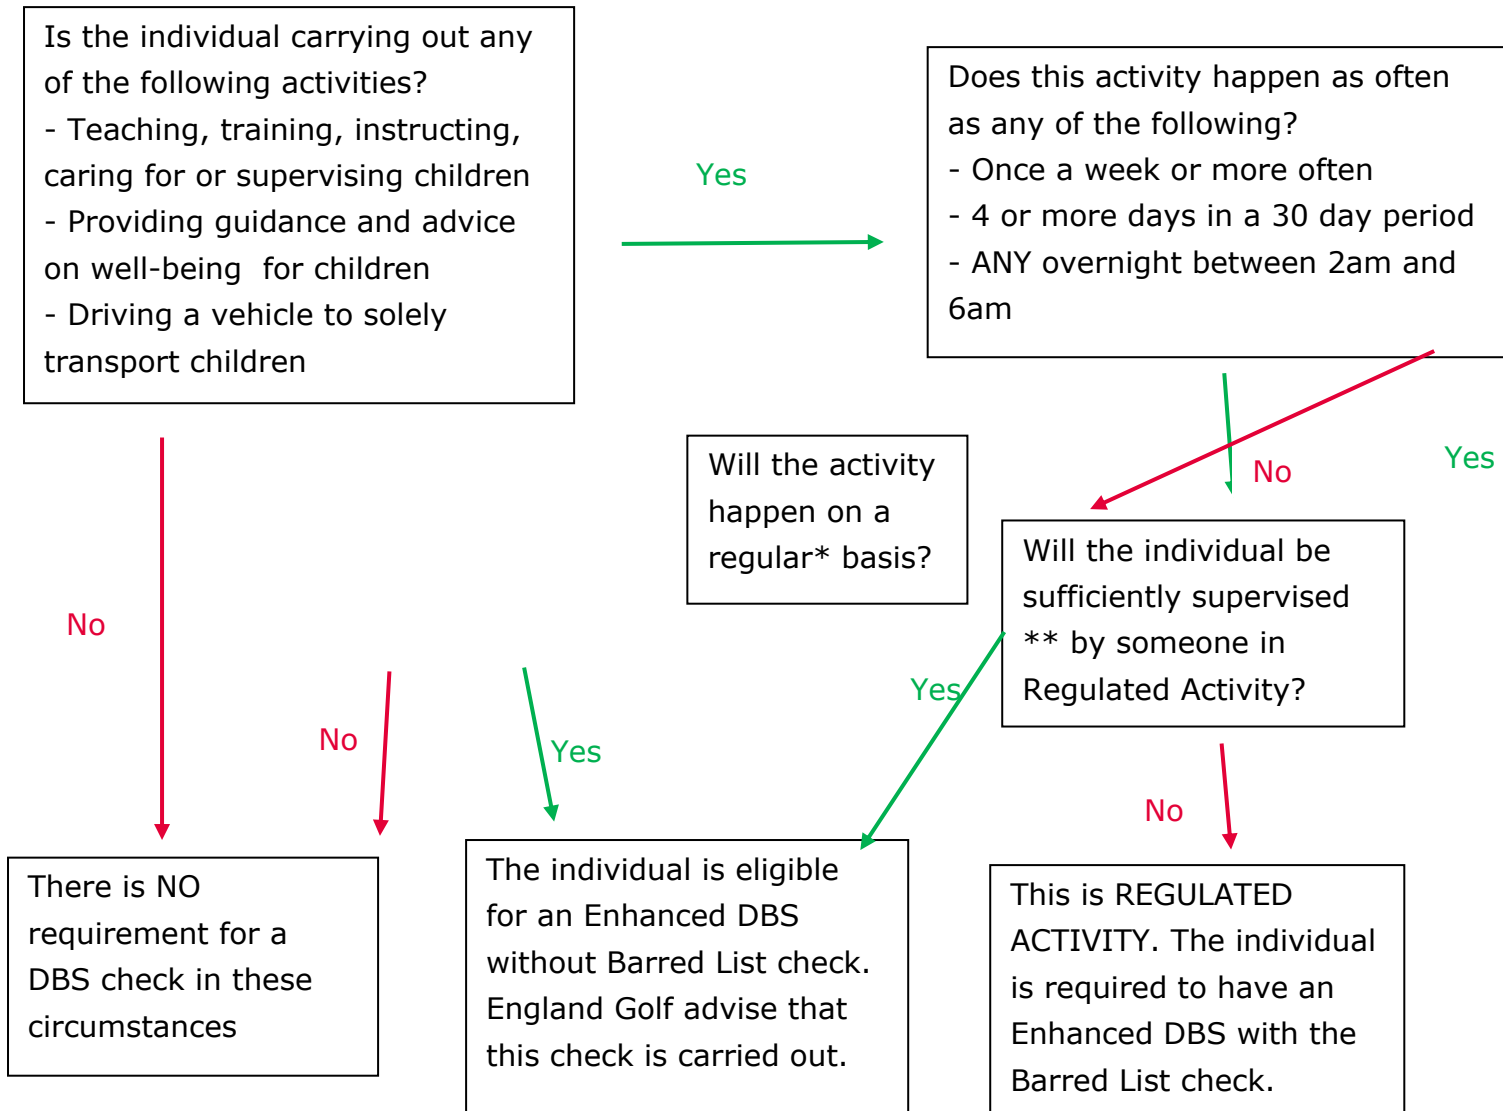 Is the individual carrying out any
of the following activities?
- Teaching, training, instructing,
caring for or supervising children
- Providing guidance and advice
on well-being  for children
- Driving a vehicle to solely
transport children
Yes
Does this activity happen as often
as any of the following?
- Once a week or more often
- 4 or more days in a 30 day period
- ANY overnight between 2am and
6am
Will the activity
happen on a
regular* basis?
No
Yes
Will the individual be
sufficiently supervised
** by someone in
Regulated Activity?
No
No
Yes
Yes
No
There is NO
requirement for a
DBS check in these
circumstances
The individual is eligible
for an Enhanced DBS
without Barred List check.
England Golf advise that
this check is carried out.
This is REGULATED
ACTIVITY. The individual
is required to have an
Enhanced DBS with the
Barred List check.